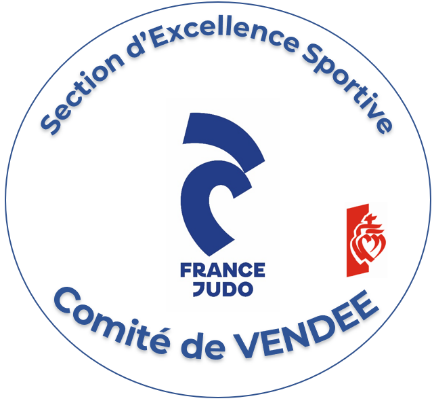 Section d'Excellence Sportive
FRANCE
JUDO
Comité de VENDEE